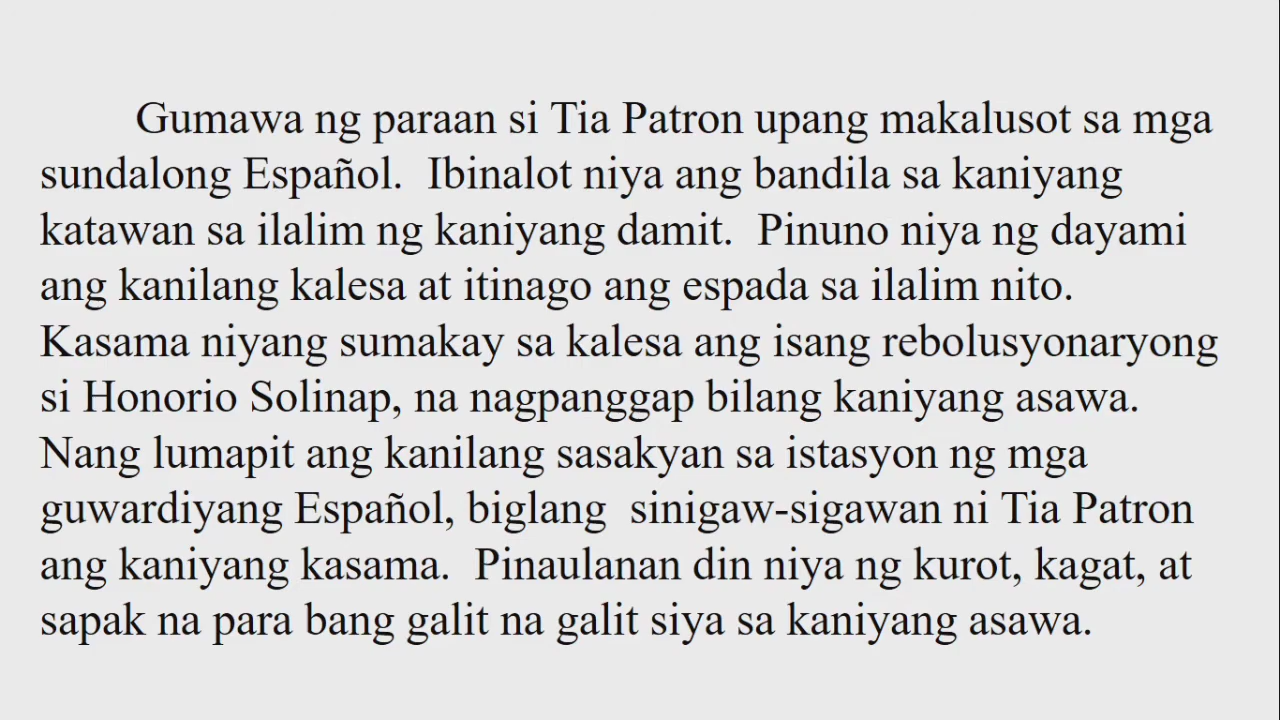 Gumawa ng paraan si Tia Patron upang makalusot sa mga
sundalong Español.  Ibinalot niya ang bandila sa kaniyang
katawan sa ilalim ng kaniyang damit.  Pinuno niya ng dayami
ang kanilang kalesa at itinago ang espada sa ilalim nito.
Kasama niyang sumakay sa kalesa ang isang rebolusyonaryong
si Honorio Solinap, na nagpanggap bilang kaniyang asawa.
Nang lumapit ang kanilang sasakyan sa istasyon ng mga
guwardiyang Español, biglang  sinigaw-sigawan ni Tia Patron
ang kaniyang kasama.  Pinaulanan din niya ng kurot, kagat, at
sapak na para bang galit na galit siya sa kaniyang asawa.